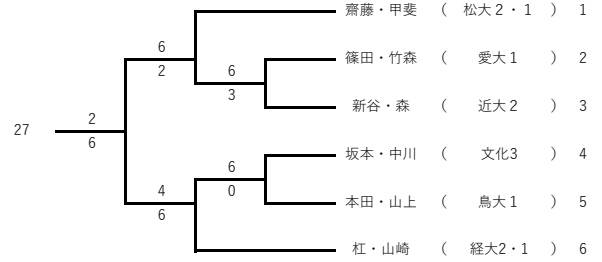 齋藤・甲斐 ( 松大2・1 ) 1
6
2
篠田・竹森 ( 愛大1 ) 2
6
3
新谷・森 ( 近大2 ) 3
27
2
6
坂本・中川 ( 文化3 ) 4
6
0
4
6
本田・山上 ( 鳥大1 ) 5
杠・山崎 ( 経大2・1 ) 6